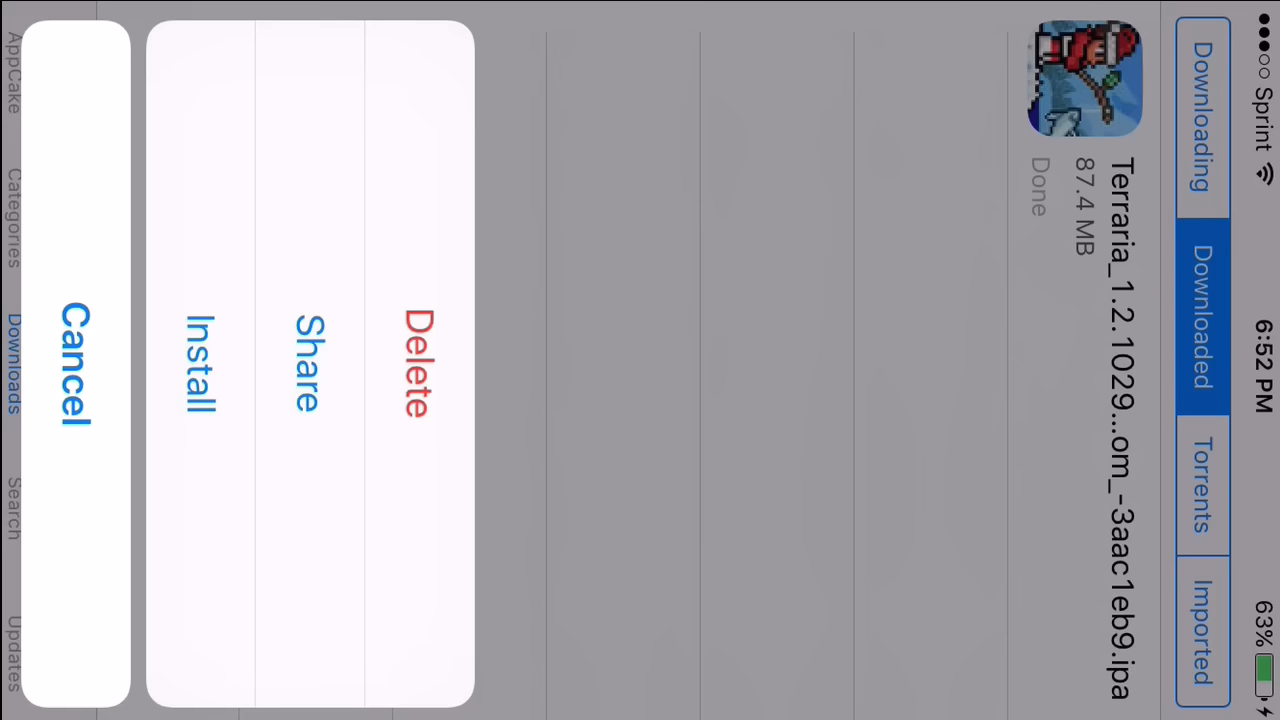 Sprint 6:52 PM 63%
Downloading Downloaded Torrents Imported
Terraria_1.2.1029...om_-3aac1eb9.ipa
87.4 MB
Done
Delete
Share
Install
Cancel
AppCake Categories Downloads Search Updates